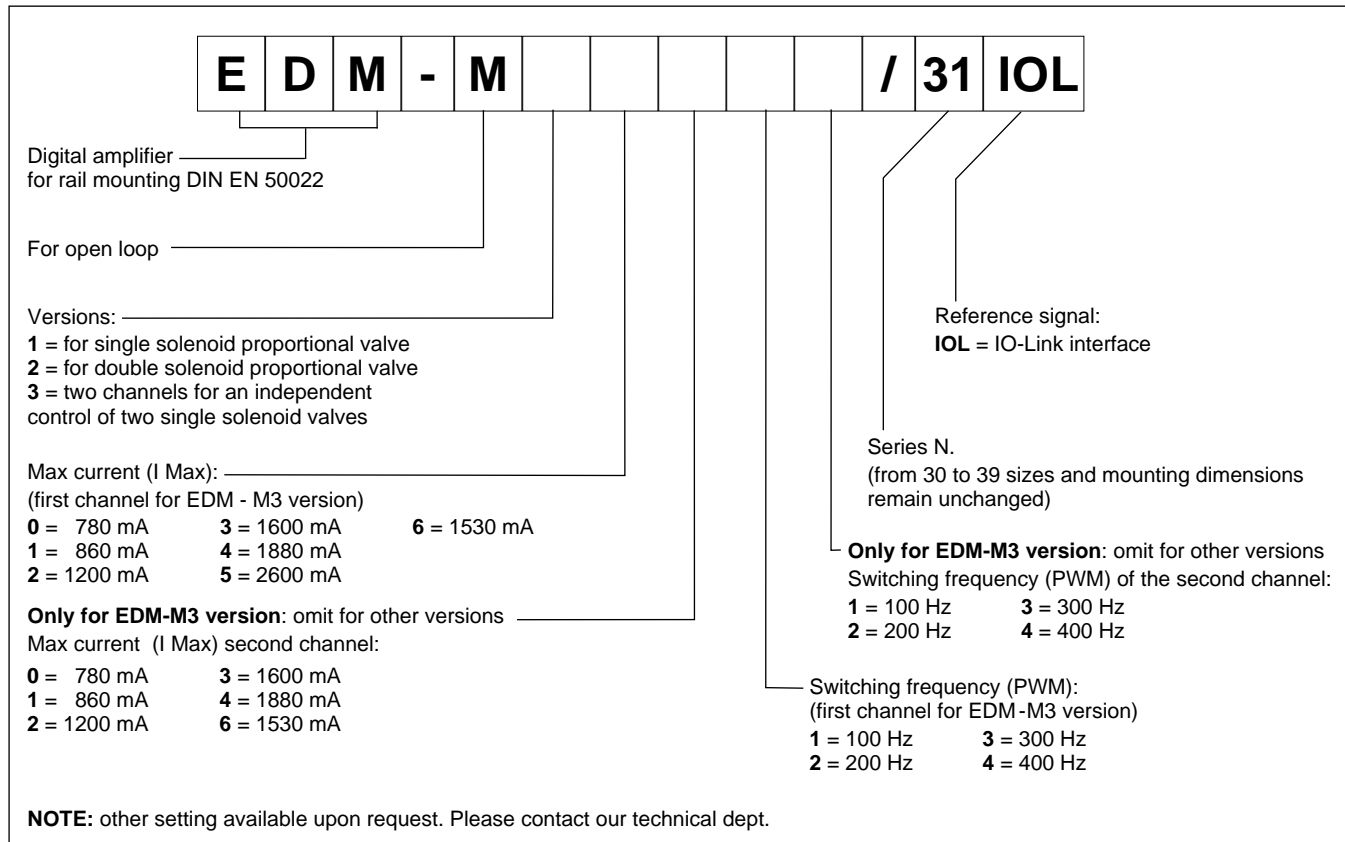 E D M - M / 31 IOL
Digital amplifier
for rail mounting DIN EN 50022
For open loop
Versions:
1 = for single solenoid proportional valve
2 = for double solenoid proportional valve
3 = two channels for an independent
control of two single solenoid valves
Max current (I Max):
(first channel for EDM - M3 version)
0 = 780 mA 3 = 1600 mA 6 = 1530 mA
1 = 860 mA 4 = 1880 mA
2 = 1200 mA 5 = 2600 mA
Only for EDM-M3 version: omit for other versions
Max current (I Max) second channel:
0 = 780 mA 3 = 1600 mA
1 = 860 mA 4 = 1880 mA
2 = 1200 mA 6 = 1530 mA
Reference signal:
IOL = IO-Link interface
Series N.
(from 30 to 39 sizes and mounting dimensions
remain unchanged)
Only for EDM-M3 version: omit for other versions
Switching frequency (PWM) of the second channel:
1 = 100 Hz 3 = 300 Hz
2 = 200 Hz 4 = 400 Hz
Switching frequency (PWM):
(first channel for EDM-M3 version)
1 = 100 Hz 3 = 300 Hz
2 = 200 Hz 4 = 400 Hz
NOTE: other setting available upon request. Please contact our technical dept.